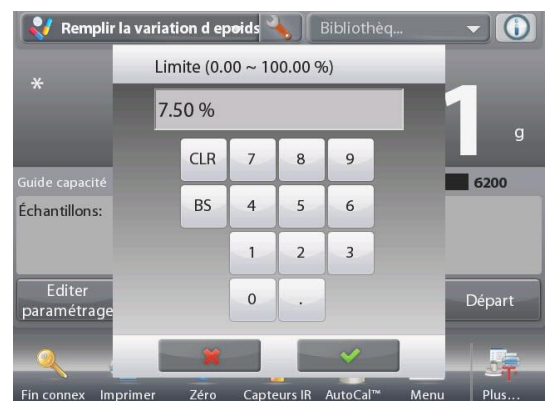 Remplir la variation d epoids
Bibliothèq...
Limite (0.00 ~ 100.00 %)
*
7.50 %
1
g
CLR 7 8 9
Guide capacité
6200
Échantillons:
BS 4 5 6
1 2 3
Editer
paramétrage
0 .
Départ
Fin connex Imprimer Zéro Capteurs IR AutoCal™ Menu Plus...